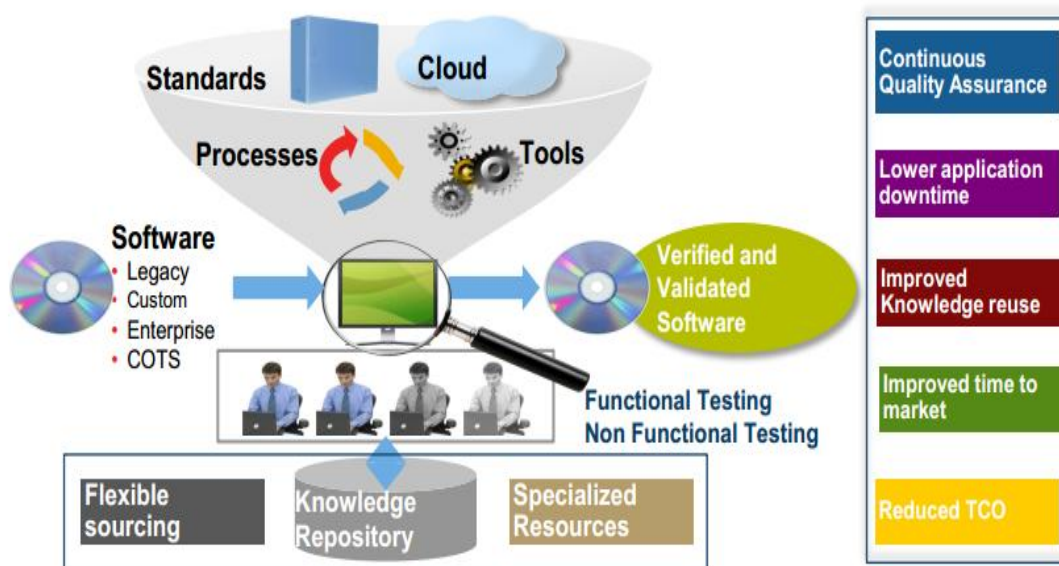 Standards
Cloud
Processes
Tools
Software
• Legacy
• Custom
• Enterprise
• COTS
Verified and
Validated
Software
Functional Testing
Non Functional Testing
Flexible
sourcing
Knowledge
Repository
Specialized
Resources
Continuous
Quality Assurance
Lower application
downtime
Improved
Knowledge reuse
Improved time to
market
Reduced TCO